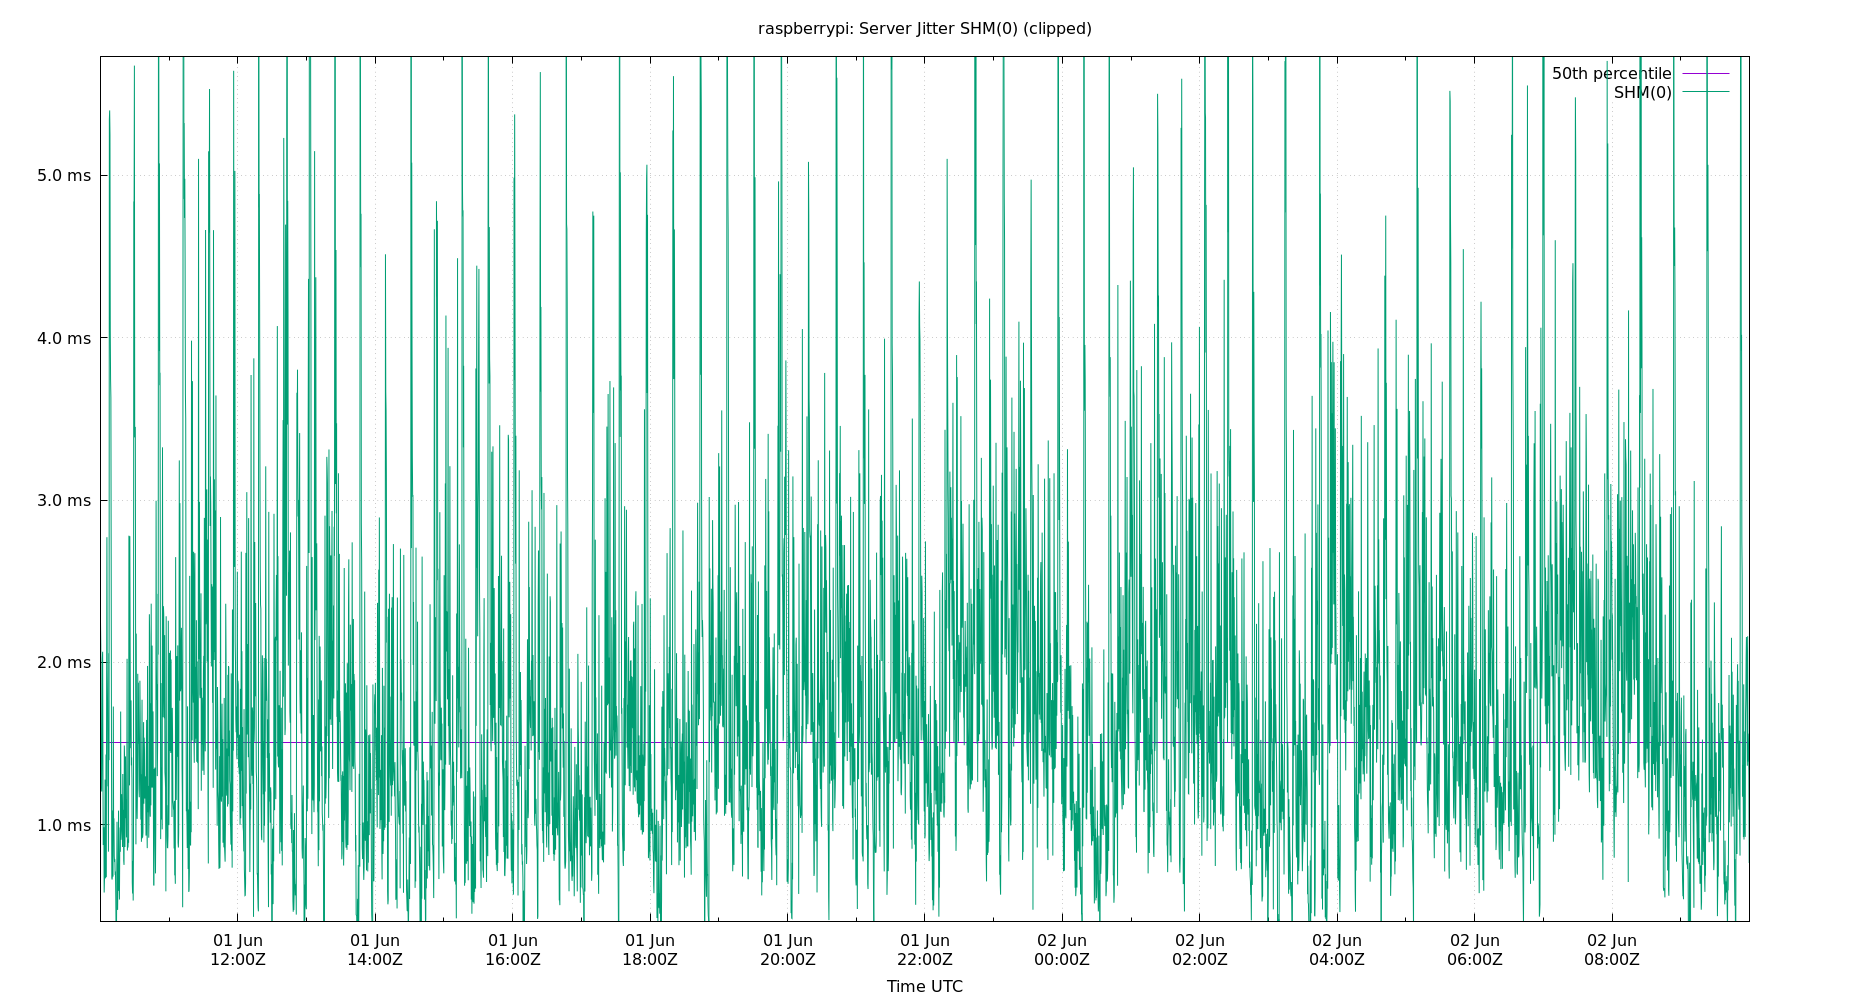 raspberrypi: Server Jitter SHM(0) (clipped)
50th percentile
SHM(0)
5.0 ms
4.0 ms
3.0 ms
2.0 ms
1.0 ms
01 Jun 01 Jun 01 Jun 01 Jun 01 Jun 01 Jun 02 Jun 02 Jun 02 Jun 02 Jun 02 Jun
12:00Z 14:00Z 16:00Z 18:00Z 20:00Z 22:00Z 00:00Z 02:00Z 04:00Z 06:00Z 08:00Z
Time UTC